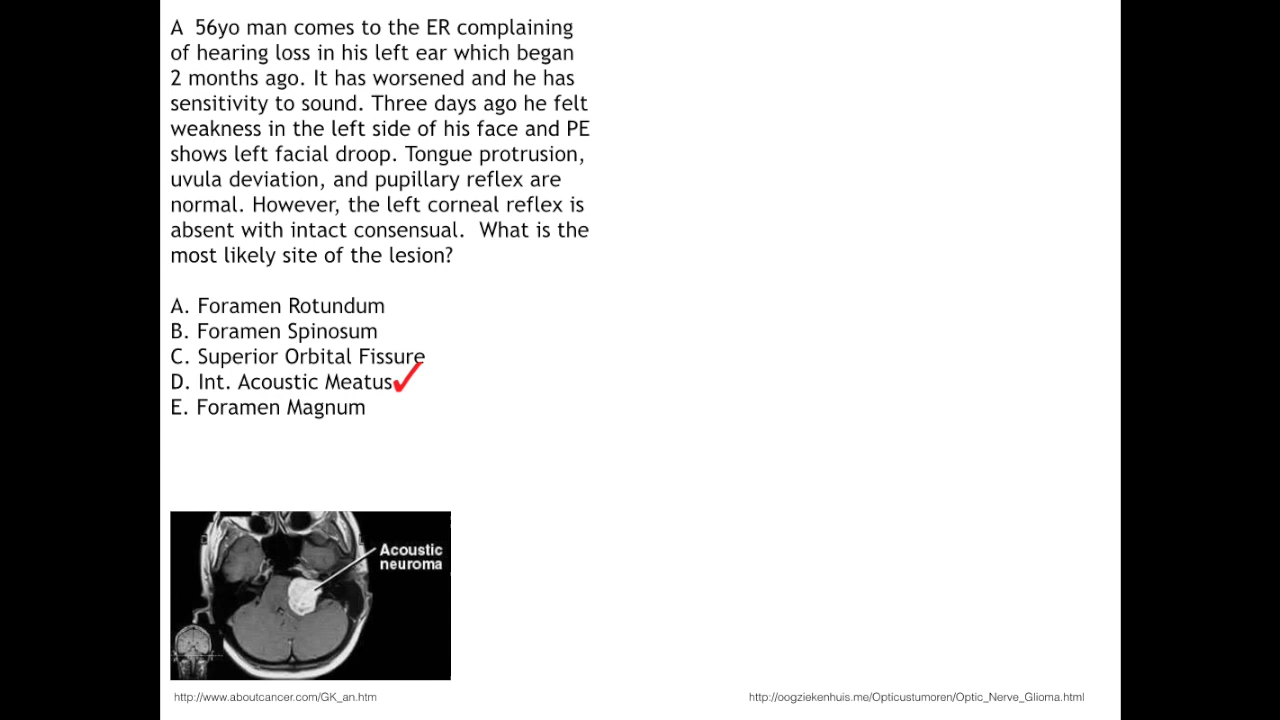 A  56yo man comes to the ER complaining
of hearing loss in his left ear which began
2 months ago. It has worsened and he has
sensitivity to sound. Three days ago he felt
weakness in the left side of his face and PE
shows left facial droop. Tongue protrusion,
uvula deviation, and pupillary reflex are
normal. However, the left corneal reflex is
absent with intact consensual.  What is the
most likely site of the lesion?
A. Foramen Rotundum
B. Foramen Spinosum
C. Superior Orbital Fissure
D. Int. Acoustic Meatus
E. Foramen Magnum
Acoustic
neuroma
http://www.aboutcancer.com/GK_an.htm
http://oogziekenhuis.me/Opticustumoren/Optic_Nerve_Glioma.html